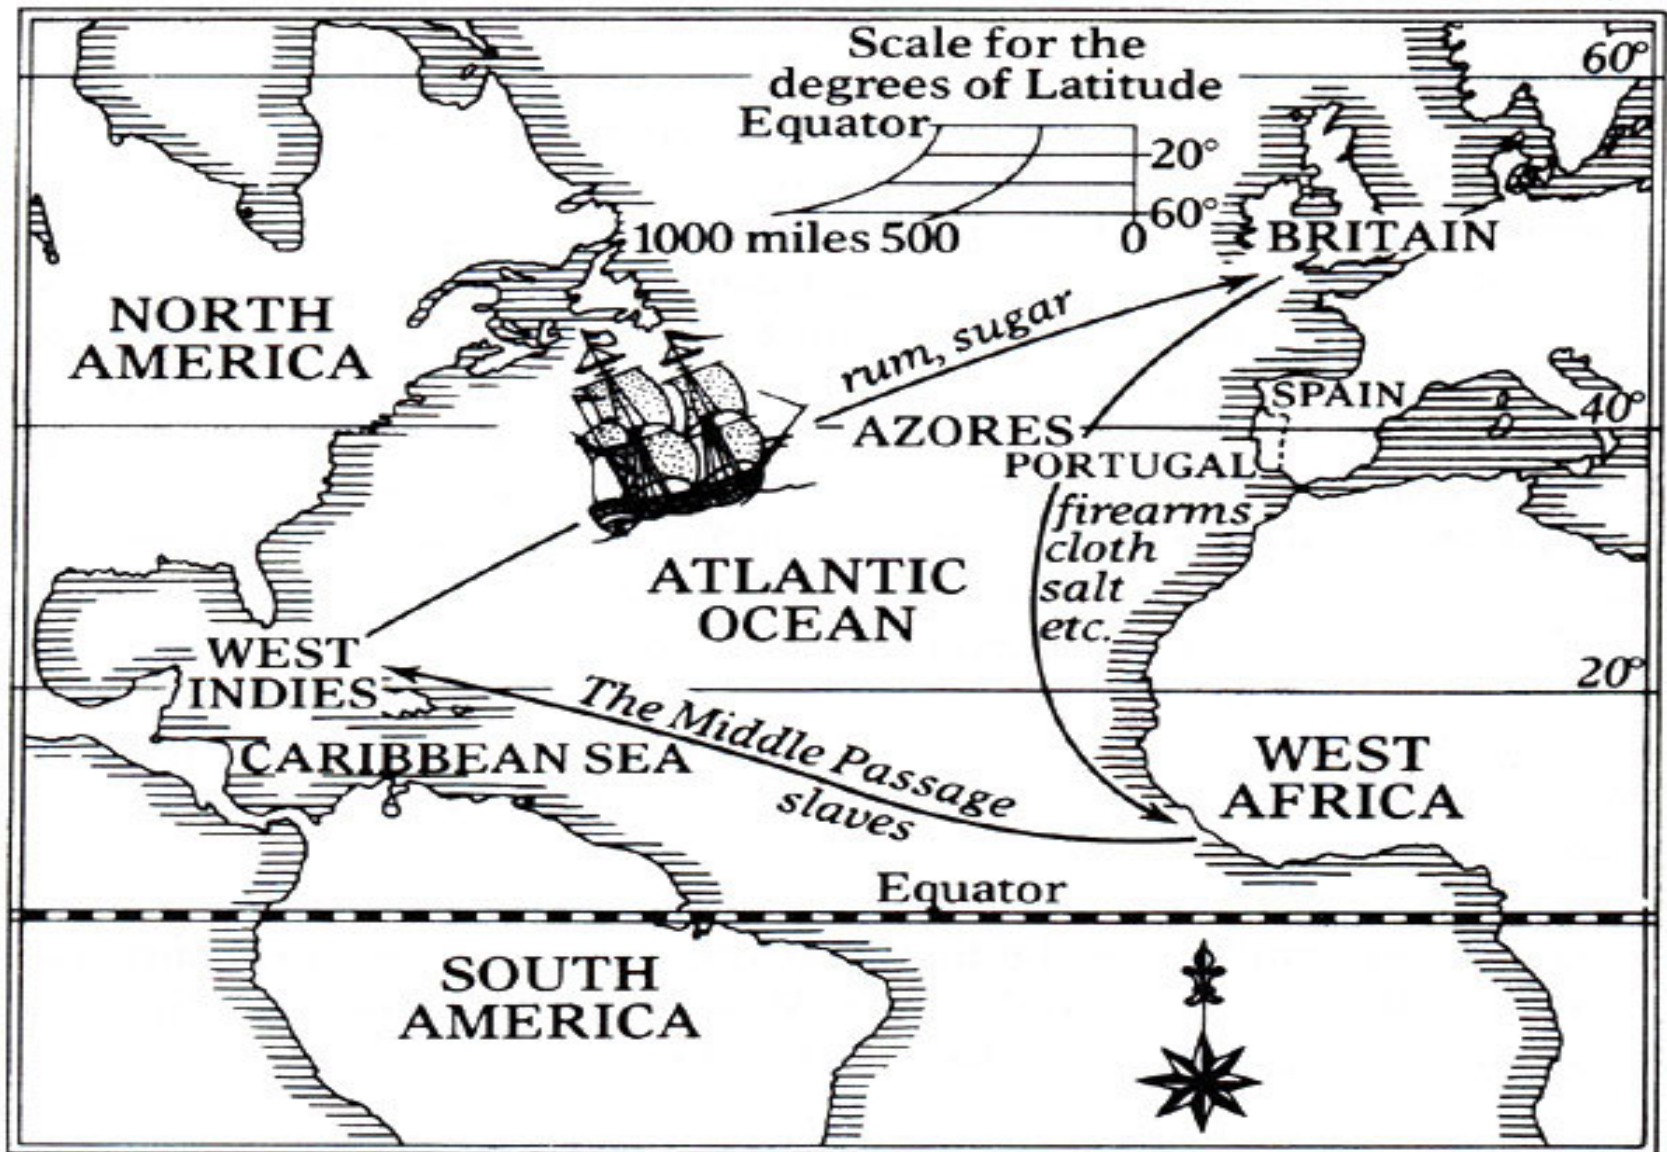 Scale for the
degrees of Latitude
Equator
20°
60°
1000 miles 500 0
60°
BRITAIN
NORTH
AMERICA
rum, sugar
SPAIN
40°
AZORES
PORTUGAL
firearms
cloth
salt
etc.
ATLANTIC
OCEAN
WEST
INDIES
20°
The Middle Passage
slaves
CARIBBEAN SEA
WEST
AFRICA
Equator
SOUTH
AMERICA